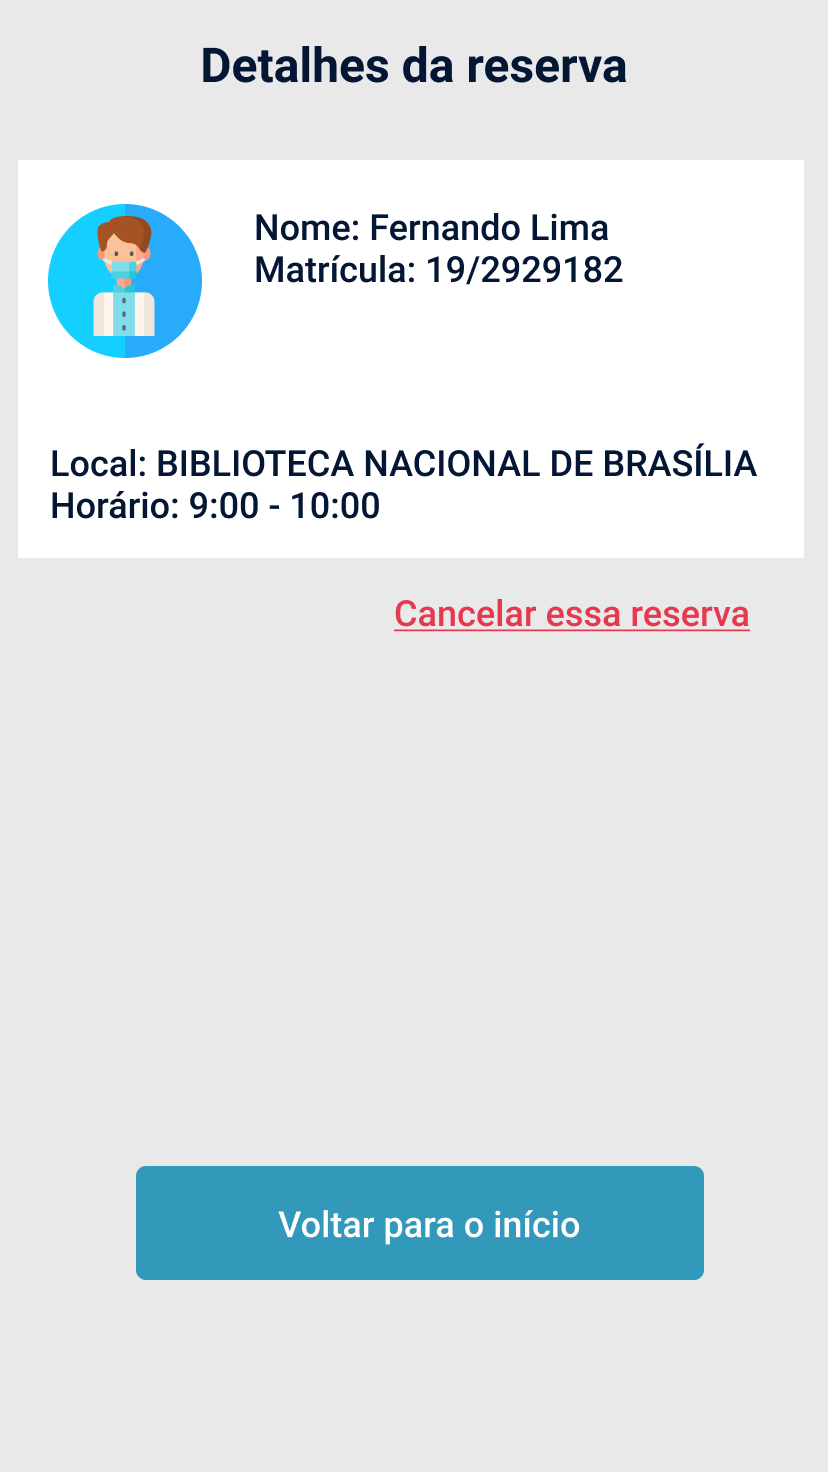 Detalhes da reserva
Nome: Fernando Lima
Matrícula: 19/2929182
Local: BIBLIOTECA NACIONAL DE BRASÍLIA
Horário: 9:00 - 10:00
Cancelar essa reserva
Voltar para o início